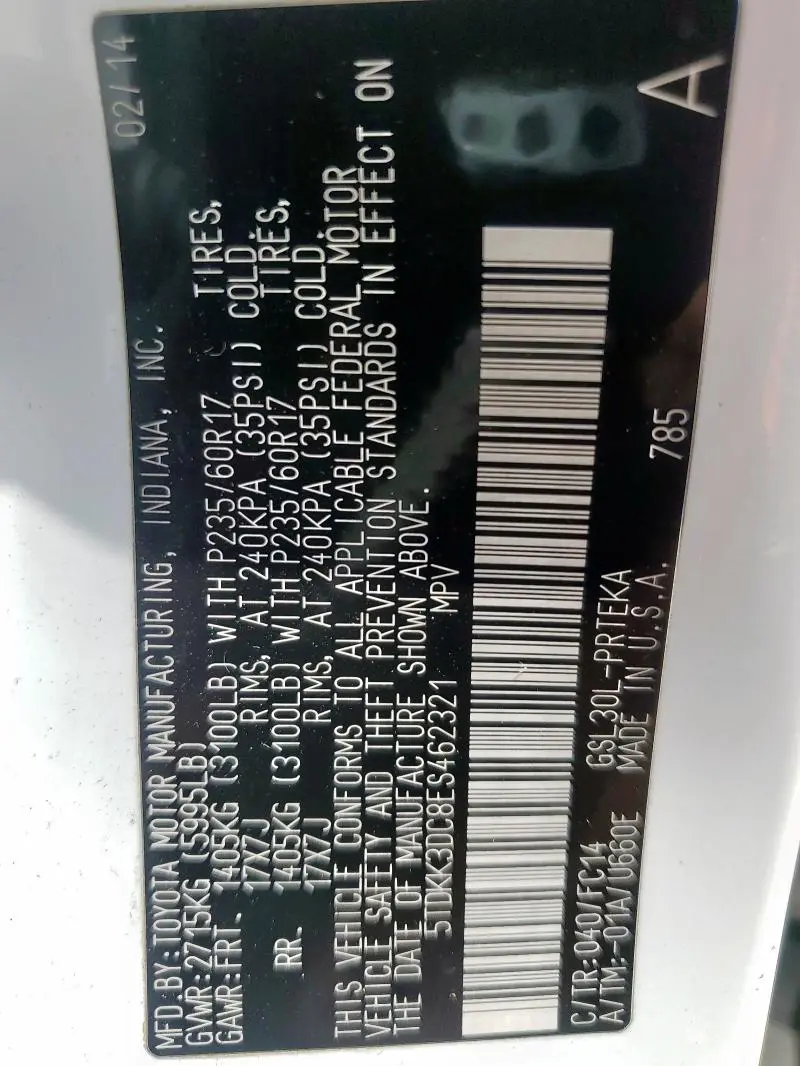 MFD.BY:TOYOTA MOTOR MANUFACTURING, INDIANA, INC. 02/14
GVWR:2715KG (5995LB)
GAWR:FRT. 1405KG (3100LB) WITH P235/60R17 TIRES,
17X7J RIMS, AT 240KPA (35PSI) COLD.
RR. 1405KG (3100LB) WITH P235/60R17 TIRES,
17X7J RIMS, AT 240KPA (35PSI) COLD.
THIS VEHICLE CONFORMS TO ALL APPLICABLE FEDERAL MOTOR
VEHICLE SAFETY AND THEFT PREVENTION STANDARDS IN EFFECT ON
THE DATE OF MANUFACTURE SHOWN ABOVE.
5TDKK3DC8ES462321 MPV
C/TR:040/FC14 GSL30L-PRTEKA
A/TM:-01A/U660E MADE IN U.S.A. 785 A